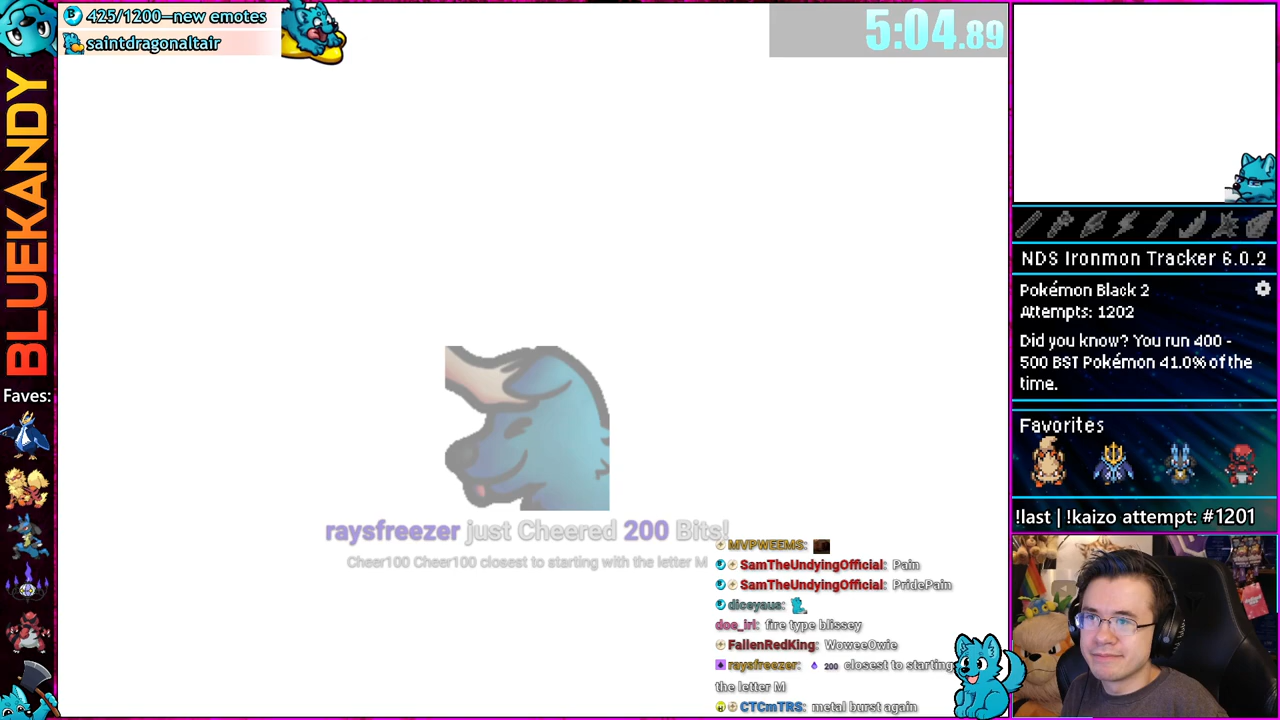 425/1200—new emotes
saintdragonaltair
5:04.89
BLUEKANDY
Faves:
raysfreezer just Cheered 200 Bits!
Cheer100 Cheer100 closest to starting with the letter M
MVPWEEMS:
SamTheUndyingOfficial: Pain
SamTheUndyingOfficial: PridePain
diceyaus:
doe_irl: fire type blissey
FallenRedKing: WoweeOwie
raysfreezer: 200 closest to starting
the letter M
CTCmTRS: metal burst again
NDS Ironmon Tracker 6.0.2
Pokémon Black 2
Attempts: 1202
Did you know? You run 400 -
500 BST Pokémon 41.0% of the
time.
Favorites
!last | !kaizo attempt: #1201